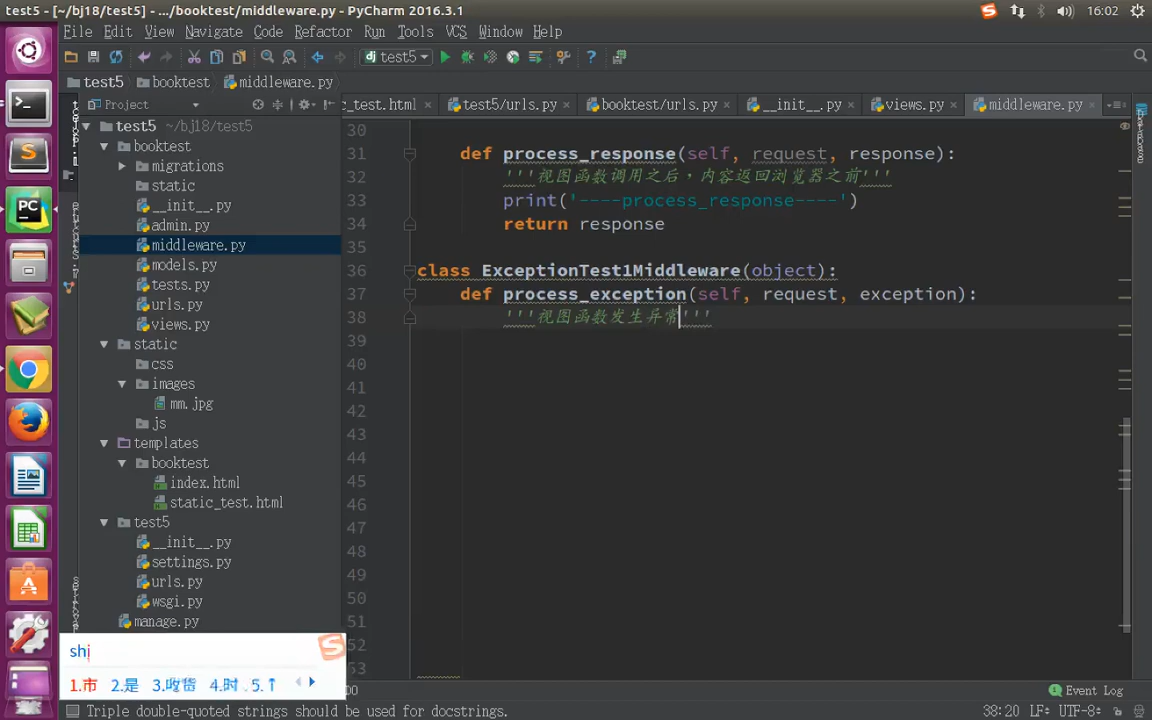 test5 - [~/bj18/test5] - .../booktest/middleware.py - PyCharm 2016.3.1
16:02
File Edit View Navigate Code Refactor Run Tools VCS Window Help
test5
test5 booktest middleware.py
Project
c_test.html test5/urls.py booktest/urls.py __init__.py views.py middleware.py
test5 ~/bj18/test5
booktest
migrations
static
__init__.py
admin.py
middleware.py
models.py
tests.py
urls.py
views.py
static
css
images
mm.jpg
js
templates
booktest
index.html
static_test.html
test5
__init__.py
settings.py
urls.py
wsgi.py
manage.py
30
31 def process_response(self, request, response):
32 '''视图函数调用之后，内容返回浏览器之前'''
33 print('----process_response----')
34 return response
35
36 class ExceptionTest1Middleware(object):
37 def process_exception(self, request, exception):
38 '''视图函数发生异常'''
39
40
41
42
43
44
45
46
47
48
49
50
51
52
53
shj
1.市 2.是 3.收货 4.时 5.↑
Event Log
Triple double-quoted strings should be used for docstrings.
38:20 LF÷ UTF-8÷